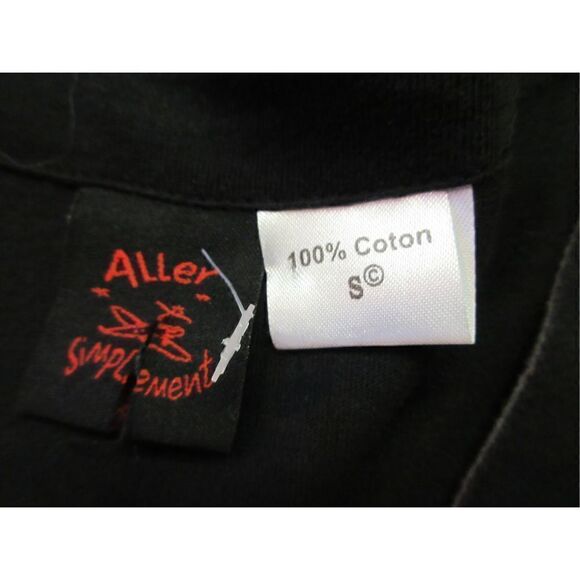 Aller
Simplement
100% Coton
S©